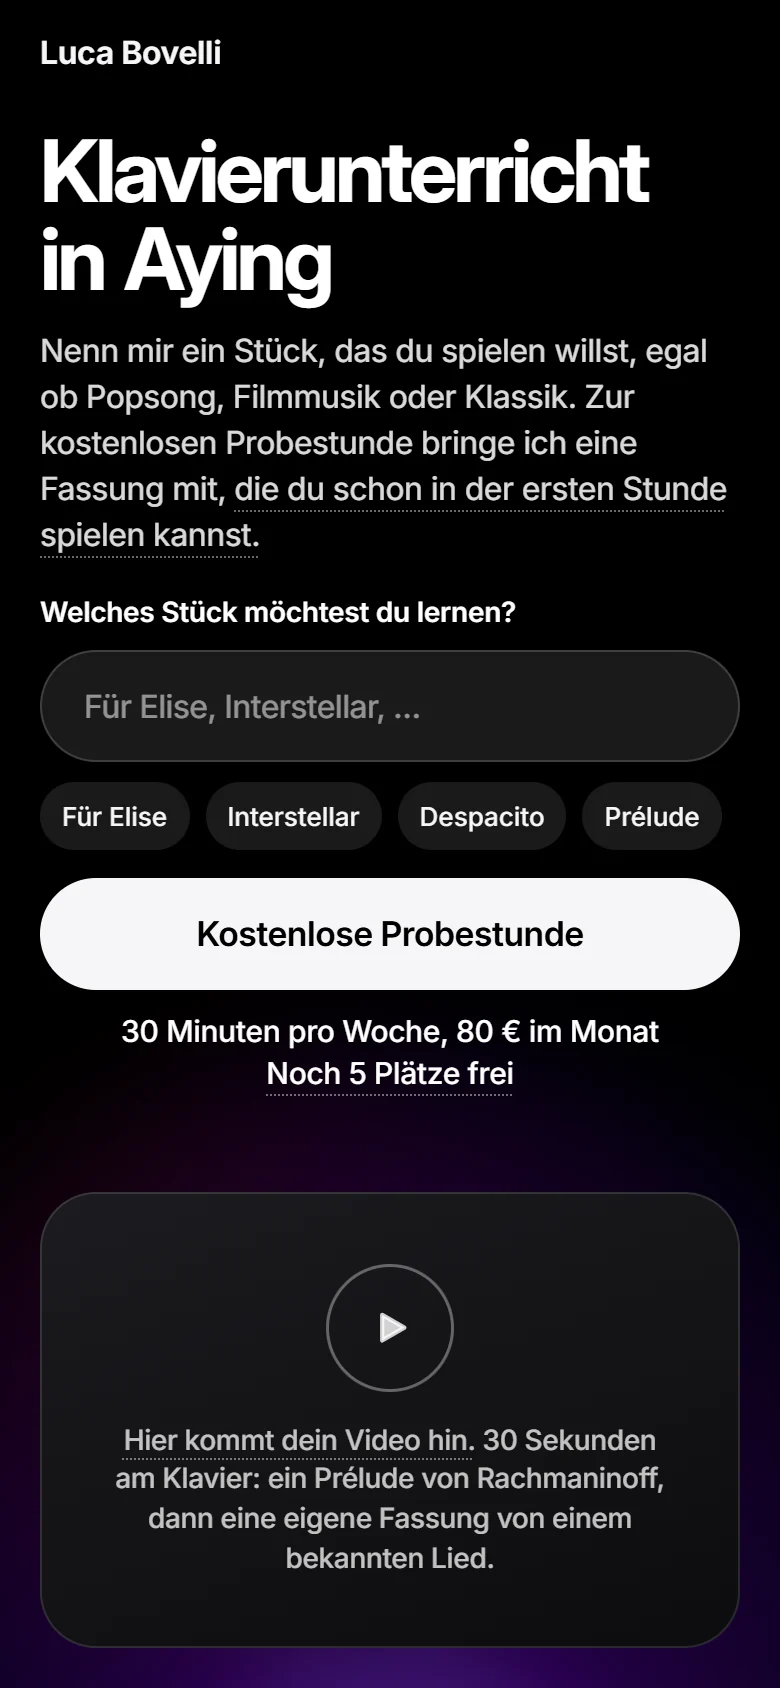 Luca Bovelli
Klavierunterricht
in Aying
Nenn mir ein Stück, das du spielen willst, egal
ob Popsong, Filmmusik oder Klassik. Zur
kostenlosen Probestunde bringe ich eine
Fassung mit, die du schon in der ersten Stunde
spielen kannst.
Welches Stück möchtest du lernen?
Für Elise, Interstellar, ...
Für Elise Interstellar Despacito Prélude
Kostenlose Probestunde
30 Minuten pro Woche, 80 € im Monat
Noch 5 Plätze frei
Hier kommt dein Video hin. 30 Sekunden
am Klavier: ein Prélude von Rachmaninoff,
dann eine eigene Fassung von einem
bekannten Lied.